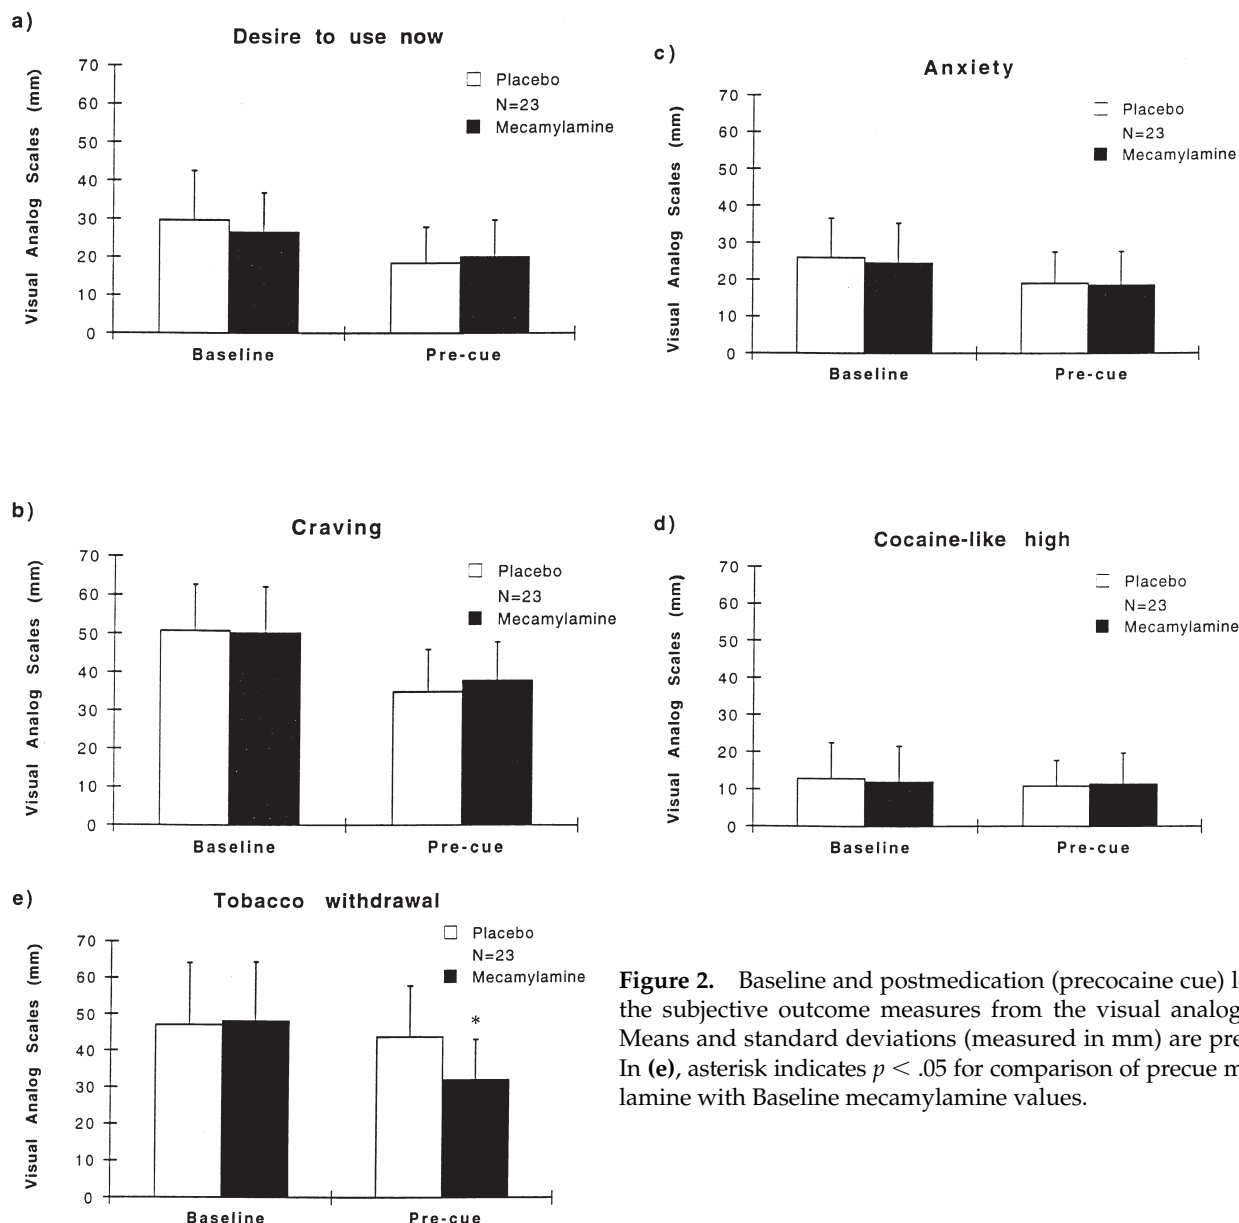 a)
Desire to use now
Visual Analog Scales (mm)
70
60
50
40
30
20
10
0
Placebo
N=23
Mecamylamine
Baseline Pre-cue
c)
Anxiety
Visual Analog Scales (mm)
70
60
50
40
30
20
10
0
Placebo
N=23
Mecamylamine
Baseline Pre-cue
b)
Craving
Visual Analog Scales (mm)
70
60
50
40
30
20
10
0
Placebo
N=23
Mecamylamine
Baseline Pre-cue
d)
Cocaine-like high
Visual Analog Scales (mm)
70
60
50
40
30
20
10
0
Placebo
N=23
Mecamylamine
Baseline Pre-cue
e)
Tobacco withdrawal
Visual Analog Scales (mm)
70
60
50
40
30
20
10
0
Placebo
N=23
Mecamylamine
*
Baseline Pre-cue
Figure 2. Baseline and postmedication (precocaine cue)
the subjective outcome measures from the visual analog
Means and standard deviations (measured in mm) are pre
In (e), asterisk indicates p < .05 for comparison of precue m
lamine with Baseline mecamylamine values.